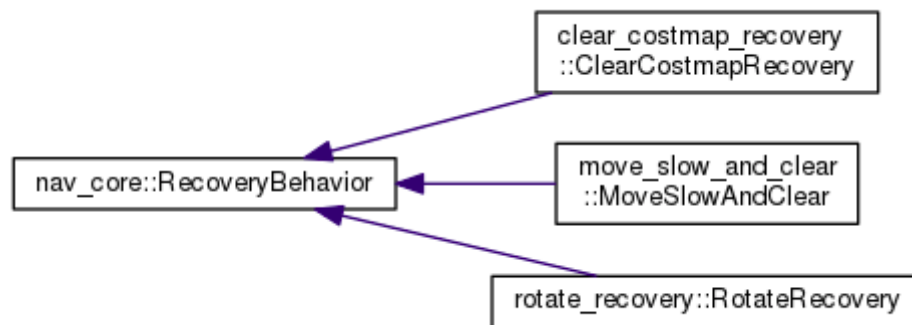 clear_costmap_recovery
::ClearCostmapRecovery
nav_core::RecoveryBehavior
move_slow_and_clear
::MoveSlowAndClear
rotate_recovery::RotateRecovery